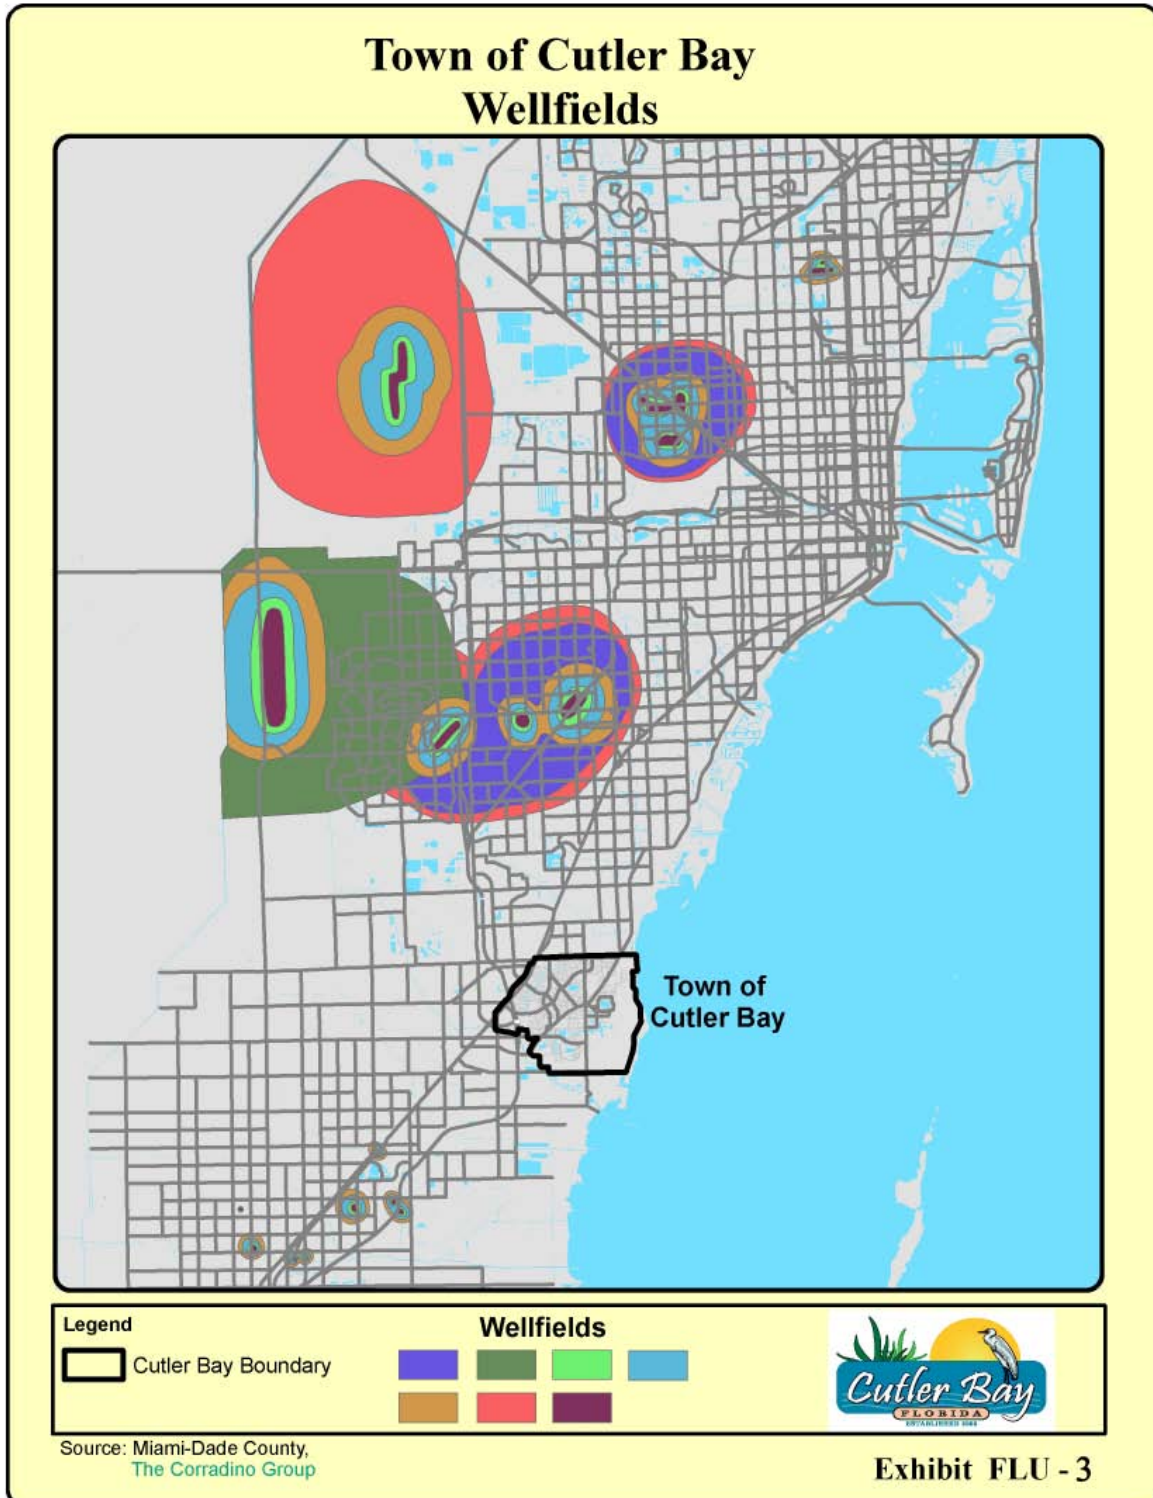 Town of Cutler Bay
Wellfields
Town of
Cutler Bay
Legend
Cutler Bay Boundary
Wellfields
Cutler Bay
FLORIDA
Source: Miami-Dade County,
The Corradino Group
Exhibit FLU - 3